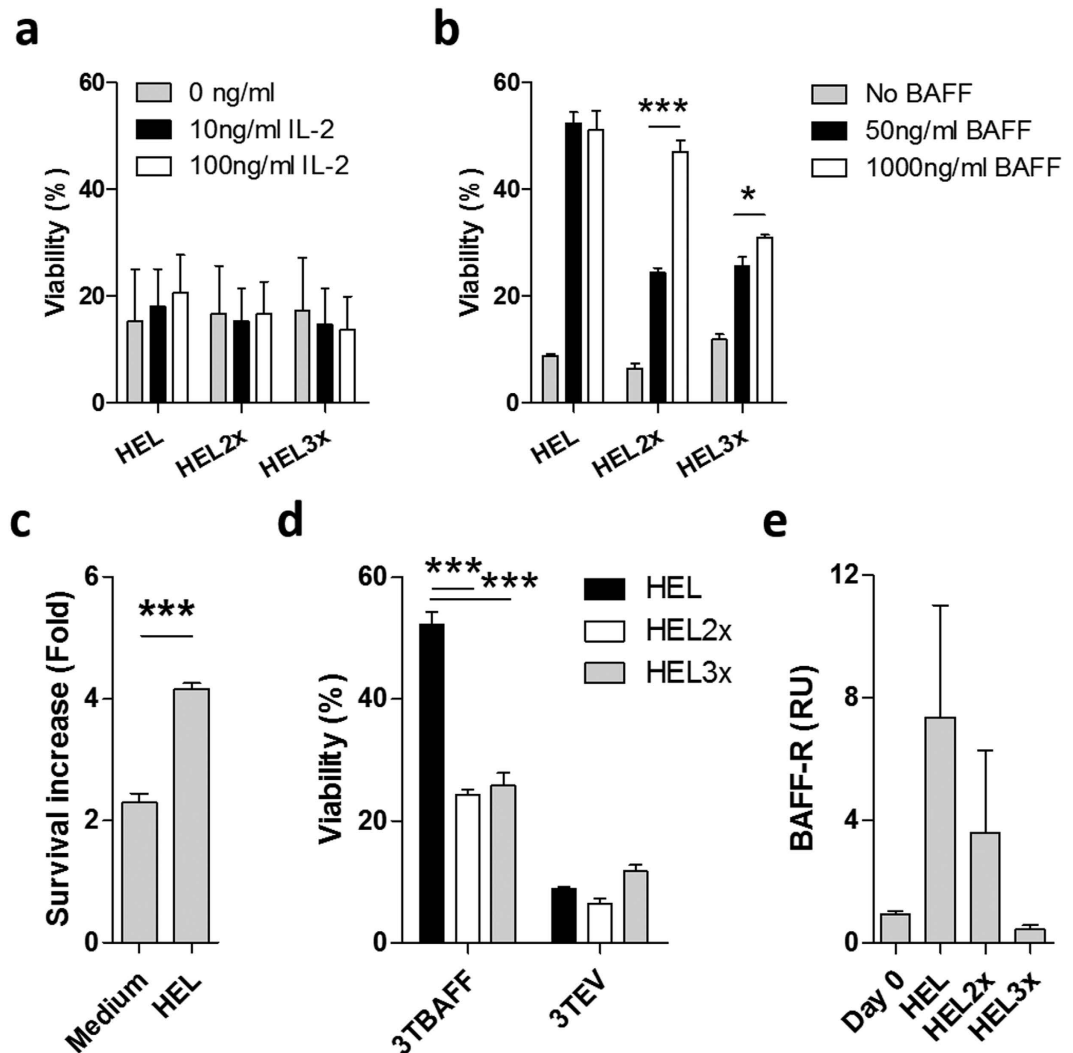 a
60
40
20
0
Viability (%)
0 ng/ml
10ng/ml IL-2
100ng/ml IL-2
HEL
HEL2x
HEL3x
b
60
40
20
0
Viability (%)
***
*
No BAFF
50ng/ml BAFF
1000ng/ml BAFF
HEL
HEL2x
HEL3x
c
6
4
2
0
Survival increase (Fold)
***
Medium
HEL
d
60
40
20
0
Viability (%)
***
***
HEL
HEL2x
HEL3x
3TBAFF
3TEV
e
12
8
4
0
BAFF-R (RU)
Day 0
HEL
HEL2x
HEL3x